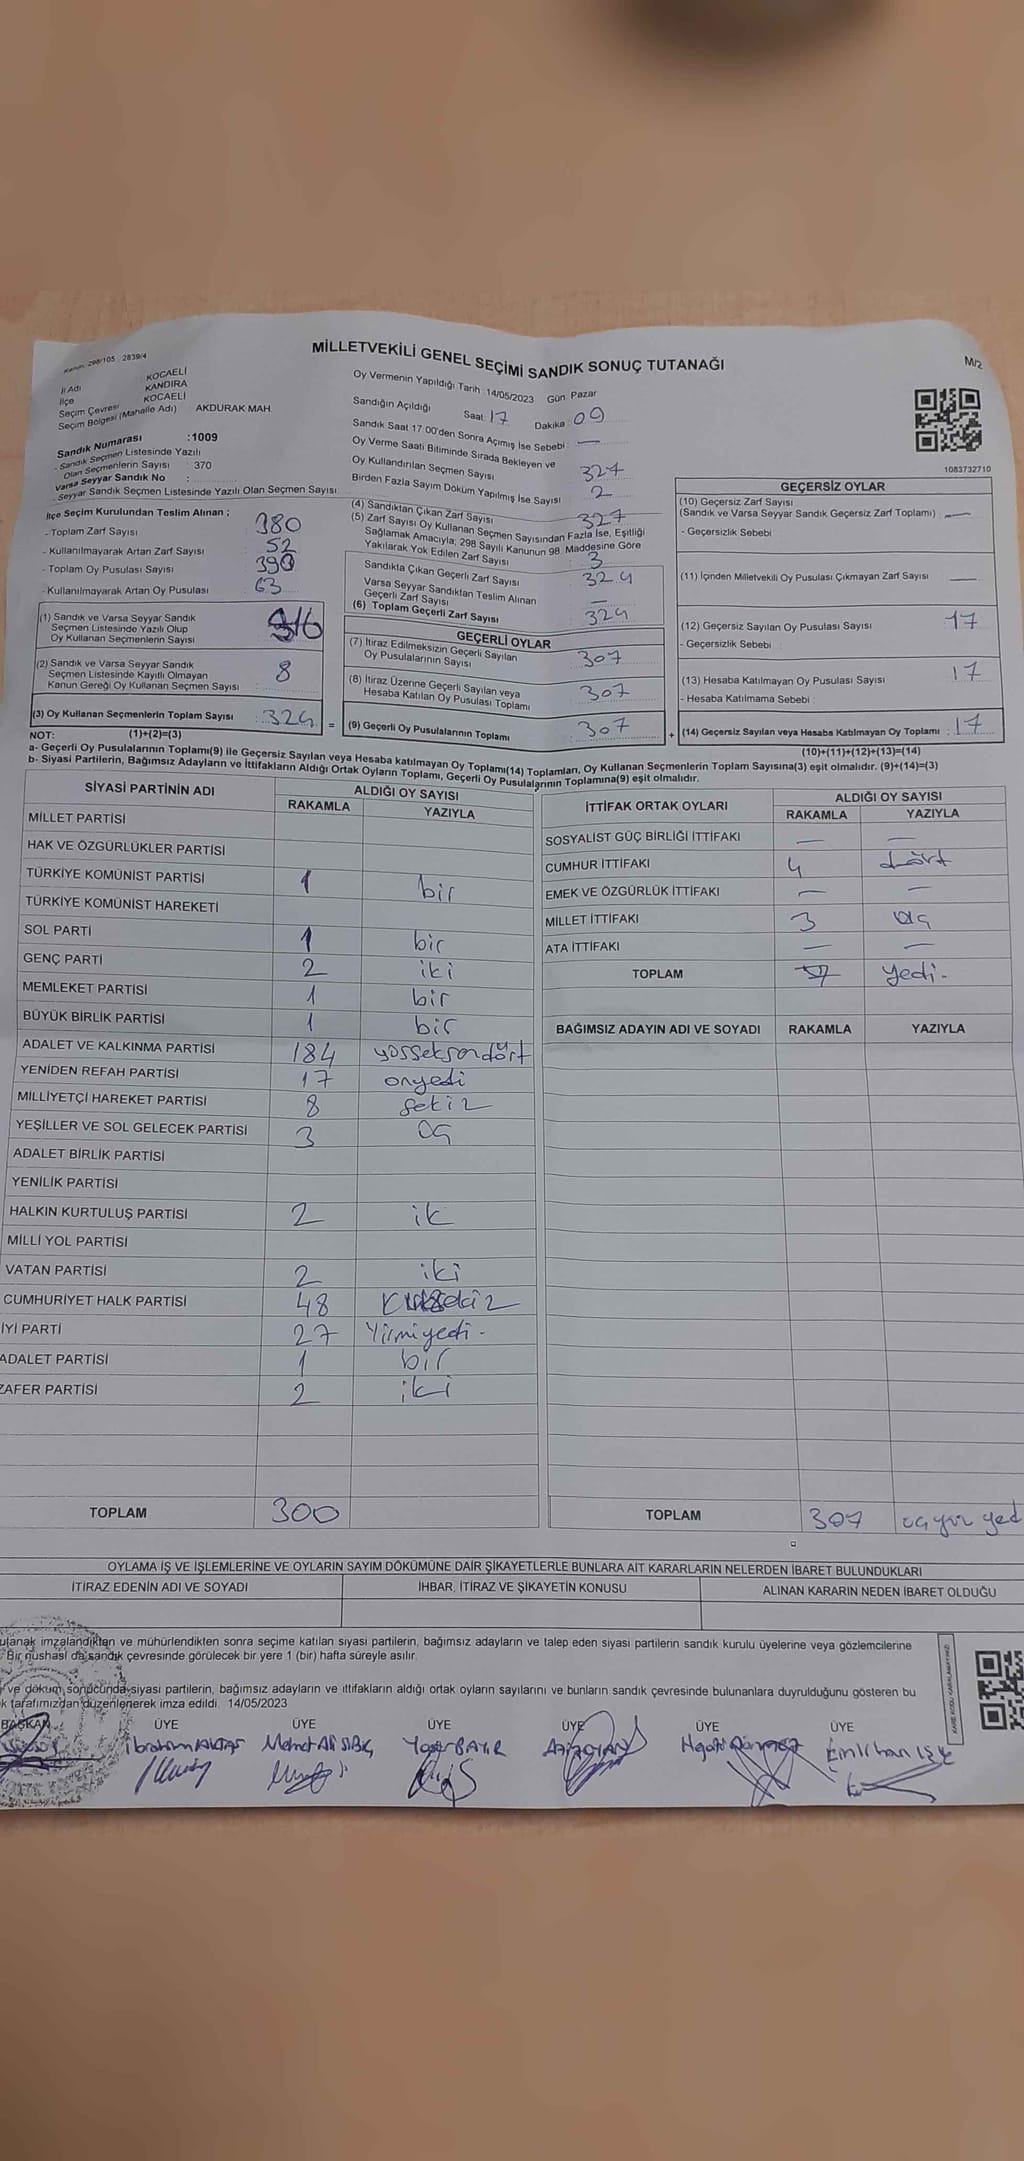 Kanun: 298/105 2839/4
MİLLETVEKİLİ GENEL SEÇİMİ SANDIK SONUÇ TUTANAĞI
M/2
İl Adı KOCAELİ
İlçe KANDIRA
Seçim Çevresi KOCAELİ
Seçim Bölgesi (Mahalle Adı) : AKDURAK MAH
Sandık Numarası :1009
- Sandık Seçmen Listesinde Yazılı
Olan Seçmenlerin Sayısı : 370
Varsa Seyyar Sandık No :
- Seyyar Sandık Seçmen Listesinde Yazılı Olan Seçmen Sayısı
İlçe Seçim Kurulundan Teslim Alınan ;
- Toplam Zarf Sayısı : 380
- Kullanılmayarak Artan Zarf Sayısı : 52
- Toplam Oy Pusulası Sayısı : 390
- Kullanılmayarak Artan Oy Pusulası : 63
(1) Sandık ve Varsa Seyyar Sandık
Seçmen Listesinde Yazılı Olup
Oy Kullanan Seçmenlerin Sayısı : 316
(2) Sandık ve Varsa Seyyar Sandık
Seçmen Listesinde Kayıtlı Olmayan
Kanun Gereği Oy Kullanan Seçmen Sayısı : 8
(3) Oy Kullanan Seçmenlerin Toplam Sayısı : 324 =
Oy Vermenin Yapıldığı Tarih : 14/05/2023 Gün: Pazar
Sandığın Açıldığı Saat: 17 Dakika : 09
Sandık Saat 17:00'den Sonra Açımış İse Sebebi : —
Oy Verme Saati Bitiminde Sırada Bekleyen ve
Oy Kullandırılan Seçmen Sayısı 327
Birden Fazla Sayım Döküm Yapılmış İse Sayısı 2
(4) Sandıktan Çıkan Zarf Sayısı : 327
(5) Zarf Sayısı Oy Kullanan Seçmen Sayısından Fazla İse, Eşitliği
Sağlamak Amacıyla; 298 Sayılı Kanunun 98. Maddesine Göre
Yakılarak Yok Edilen Zarf Sayısı : 3
Sandıkta Çıkan Geçerli Zarf Sayısı : 324
Varsa Seyyar Sandıktan Teslim Alınan
Geçerli Zarf Sayısı : —
(6) Toplam Geçerli Zarf Sayısı : 324
GEÇERLİ OYLAR
(7) İtiraz Edilmeksizin Geçerli Sayılan
Oy Pusulalarının Sayısı : 307
(8) İtiraz Üzerine Geçerli Sayılan veya
Hesaba Katılan Oy Pusulası Toplamı : 307
(9) Geçerli Oy Pusulalarının Toplamı : 307 +
1083732710
GEÇERSİZ OYLAR
(10) Geçersiz Zarf Sayısı
(Sandık ve Varsa Seyyar Sandık Geçersiz Zarf Toplamı) : —
- Geçersizlik Sebebi
(11) İçinden Milletvekili Oy Pusulası Çıkmayan Zarf Sayısı : —
(12) Geçersiz Sayılan Oy Pusulası Sayısı : 17
- Geçersizlik Sebebi :
(13) Hesaba Katılmayan Oy Pusulası Sayısı : 17
- Hesaba Katılmama Sebebi :
(14) Geçersiz Sayılan veya Hesaba Katılmayan Oy Toplamı : 17
NOT: (1)+(2)=(3)
(10)+(11)+(12)+(13)=(14)
a- Geçerli Oy Pusulalarının Toplamı(9) ile Geçersiz Sayılan veya Hesaba katılmayan Oy Toplamı(14) Toplamları, Oy Kullanan Seçmenlerin Toplam Sayısına(3) eşit olmalıdır. (9)+(14)=(3)
b- Siyasi Partilerin, Bağımsız Adayların ve İttifakların Aldığı Ortak Oyların Toplamı, Geçerli Oy Pusulalarının Toplamına(9) eşit olmalıdır.
SİYASİ PARTİNİN ADI ALDIĞI OY SAYISI
RAKAMLA YAZIYLA
MİLLET PARTİSİ
HAK VE ÖZGÜRLÜKLER PARTİSİ
TÜRKİYE KOMÜNİST PARTİSİ 1 bir
TÜRKİYE KOMÜNİST HAREKETİ
SOL PARTİ 1 bir
GENÇ PARTİ 2 iki
MEMLEKET PARTİSİ 1 bir
BÜYÜK BİRLİK PARTİSİ 1 bir
ADALET VE KALKINMA PARTİSİ 184 yüsseksendört
YENİDEN REFAH PARTİSİ 17 onyedi
MİLLİYETÇİ HAREKET PARTİSİ 8 sekiz
YEŞİLLER VE SOL GELECEK PARTİSİ 3 üç
ADALET BİRLİK PARTİSİ
YENİLİK PARTİSİ
HALKIN KURTULUŞ PARTİSİ 2 ik
MİLLİ YOL PARTİSİ
VATAN PARTİSİ 2 iki
CUMHURİYET HALK PARTİSİ 48 Kırksekiz
İYİ PARTİ 27 Yirmiyedi -
ADALET PARTİSİ 1 bir
ZAFER PARTİSİ 2 iki
TOPLAM 300
İTTİFAK ORTAK OYLARI ALDIĞI OY SAYISI
RAKAMLA YAZIYLA
SOSYALİST GÜÇ BİRLİĞİ İTTİFAKI — —
CUMHUR İTTİFAKI 4 dört
EMEK VE ÖZGÜRLÜK İTTİFAKI — —
MİLLET İTTİFAKI 3 üç
ATA İTTİFAKI — —
TOPLAM 7 yedi -
BAĞIMSIZ ADAYIN ADI VE SOYADI RAKAMLA YAZIYLA
TOPLAM 307 üçyüz yed
OYLAMA İŞ VE İŞLEMLERİNE VE OYLARIN SAYIM DÖKÜMÜNE DAİR ŞİKAYETLERLE BUNLARA AİT KARARLARIN NELERDEN İBARET BULUNDUKLARI
İTİRAZ EDENİN ADI VE SOYADI İHBAR, İTİRAZ VE ŞİKAYETİN KONUSU ALINAN KARARIN NEDEN İBARET OLDUĞU
utanak imzalandıktan ve mühürlendikten sonra seçime katılan siyasi partilerin, bağımsız adayların ve talep eden siyasi partilerin sandık kurulu üyelerine veya gözlemcilerine
Bir nüshası da sandık çevresinde görülecek bir yere 1 (bir) hafta süreyle asılır.
ve döküm sonucunda siyasi partilerin, bağımsız adayların ve ittifakların aldığı ortak oyların sayılarını ve bunların sandık çevresinde bulunanlara duyrulduğunu gösteren bu
k tarafımızdan düzenlenerek imza edildi. 14/05/2023
BAŞKAN ÜYE ÜYE ÜYE ÜYE ÜYE ÜYE
İbrahim AKTAŞ Mehmet Ali Yaşar BAYIR Emirhan